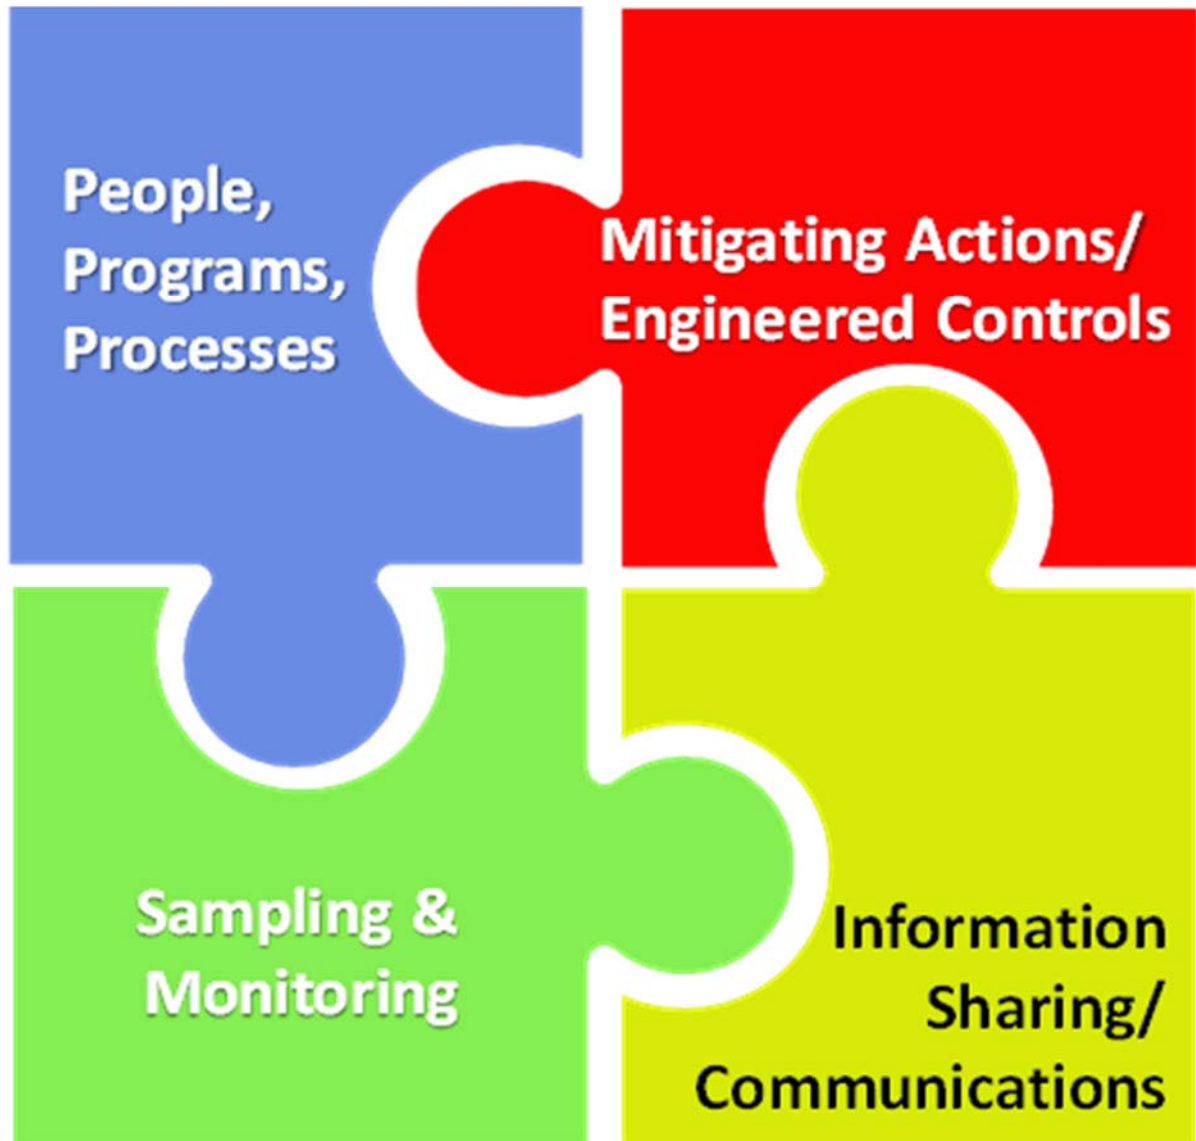 People,
Programs,
Processes
Mitigating Actions/
Engineered Controls
Sampling &
Monitoring
Information
Sharing/
Communications